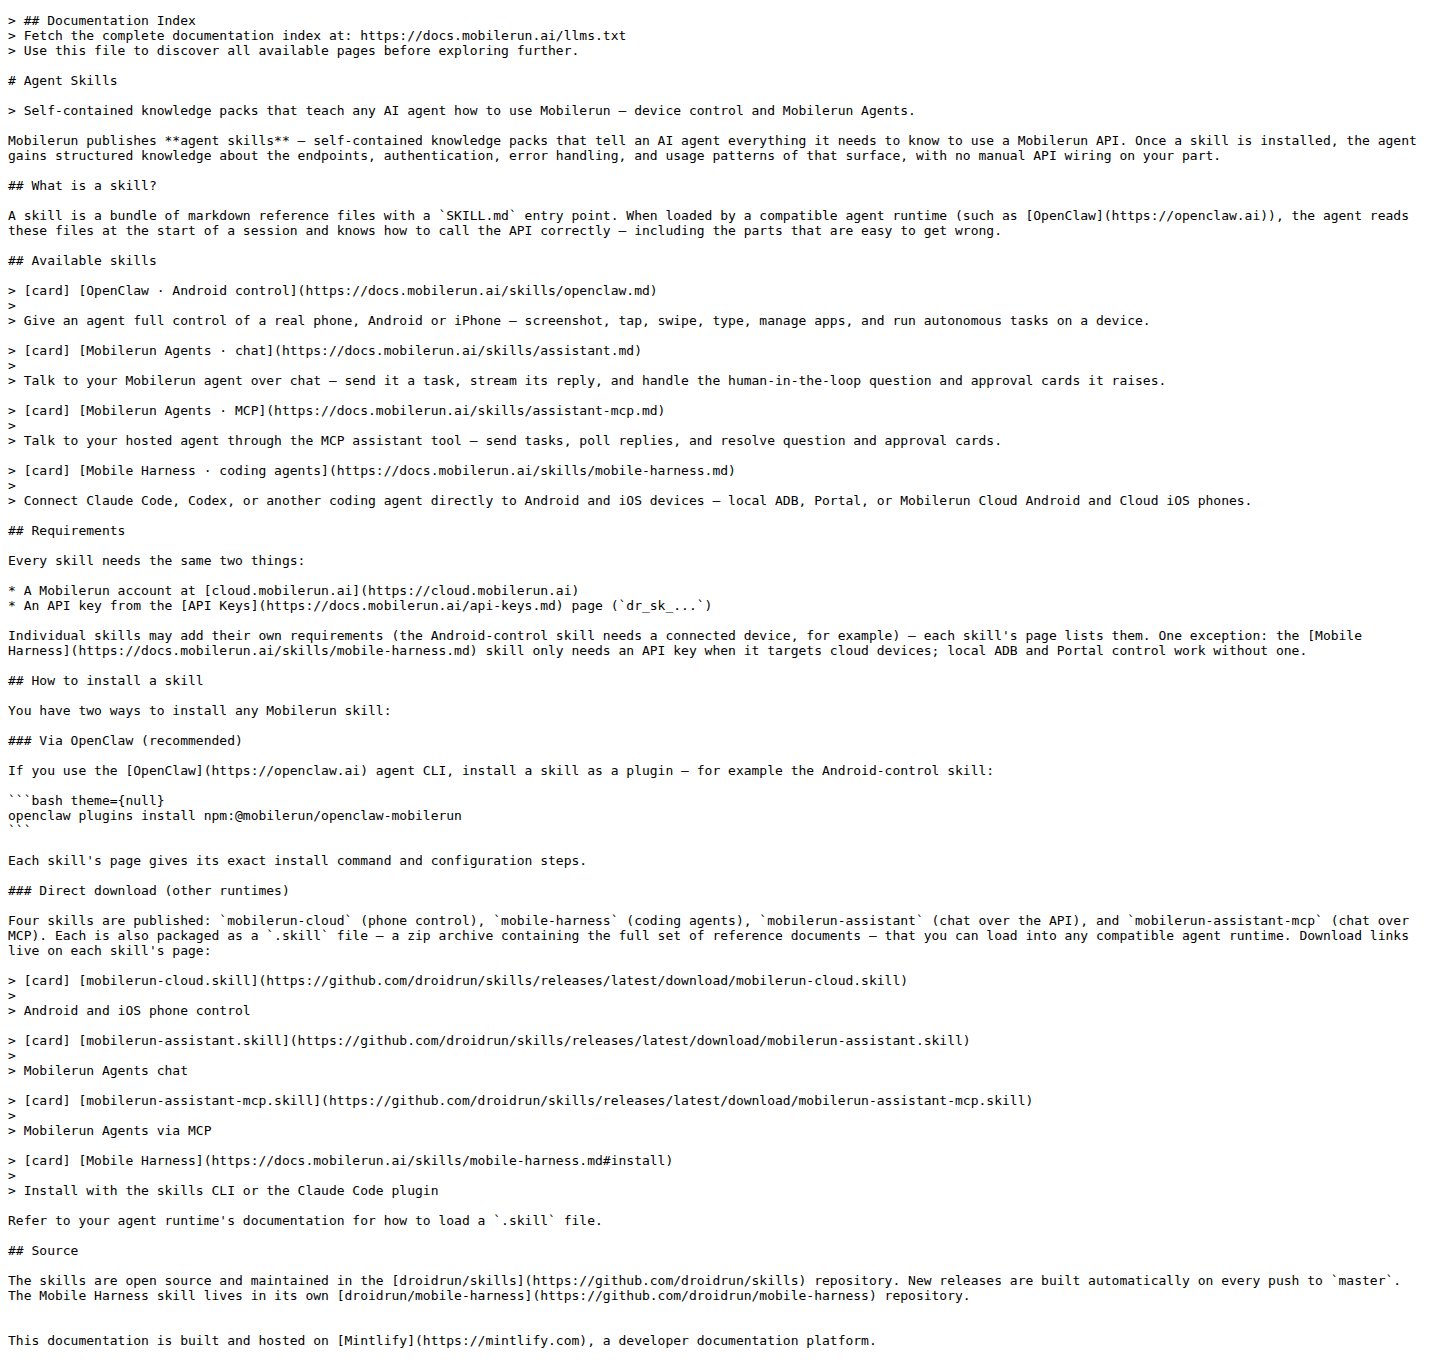 > ## Documentation Index
> Fetch the complete documentation index at: https://docs.mobilerun.ai/llms.txt
> Use this file to discover all available pages before exploring further.

# Agent Skills

> Self-contained knowledge packs that teach any AI agent how to use Mobilerun — device control and Mobilerun Agents.

Mobilerun publishes **agent skills** — self-contained knowledge packs that tell an AI agent everything it needs to know to use a Mobilerun API. Once a skill is installed, the agent
gains structured knowledge about the endpoints, authentication, error handling, and usage patterns of that surface, with no manual API wiring on your part.

## What is a skill?

A skill is a bundle of markdown reference files with a `SKILL.md` entry point. When loaded by a compatible agent runtime (such as [OpenClaw](https://openclaw.ai)), the agent reads
these files at the start of a session and knows how to call the API correctly — including the parts that are easy to get wrong.

## Available skills

> [card] [OpenClaw · Android control](https://docs.mobilerun.ai/skills/openclaw.md)
>
> Give an agent full control of a real phone, Android or iPhone — screenshot, tap, swipe, type, manage apps, and run autonomous tasks on a device.

> [card] [Mobilerun Agents · chat](https://docs.mobilerun.ai/skills/assistant.md)
>
> Talk to your Mobilerun agent over chat — send it a task, stream its reply, and handle the human-in-the-loop question and approval cards it raises.

> [card] [Mobilerun Agents · MCP](https://docs.mobilerun.ai/skills/assistant-mcp.md)
>
> Talk to your hosted agent through the MCP assistant tool — send tasks, poll replies, and resolve question and approval cards.

> [card] [Mobile Harness · coding agents](https://docs.mobilerun.ai/skills/mobile-harness.md)
>
> Connect Claude Code, Codex, or another coding agent directly to Android and iOS devices — local ADB, Portal, or Mobilerun Cloud Android and Cloud iOS phones.

## Requirements

Every skill needs the same two things:

* A Mobilerun account at [cloud.mobilerun.ai](https://cloud.mobilerun.ai)
* An API key from the [API Keys](https://docs.mobilerun.ai/api-keys.md) page (`dr_sk_...`)

Individual skills may add their own requirements (the Android-control skill needs a connected device, for example) — each skill's page lists them. One exception: the [Mobile
Harness](https://docs.mobilerun.ai/skills/mobile-harness.md) skill only needs an API key when it targets cloud devices; local ADB and Portal control work without one.

## How to install a skill

You have two ways to install any Mobilerun skill:

### Via OpenClaw (recommended)

If you use the [OpenClaw](https://openclaw.ai) agent CLI, install a skill as a plugin — for example the Android-control skill:

```bash theme={null}
openclaw plugins install npm:@mobilerun/openclaw-mobilerun
```

Each skill's page gives its exact install command and configuration steps.

### Direct download (other runtimes)

Four skills are published: `mobilerun-cloud` (phone control), `mobile-harness` (coding agents), `mobilerun-assistant` (chat over the API), and `mobilerun-assistant-mcp` (chat over
MCP). Each is also packaged as a `.skill` file — a zip archive containing the full set of reference documents — that you can load into any compatible agent runtime. Download links
live on each skill's page:

> [card] [mobilerun-cloud.skill](https://github.com/droidrun/skills/releases/latest/download/mobilerun-cloud.skill)
>
> Android and iOS phone control

> [card] [mobilerun-assistant.skill](https://github.com/droidrun/skills/releases/latest/download/mobilerun-assistant.skill)
>
> Mobilerun Agents chat

> [card] [mobilerun-assistant-mcp.skill](https://github.com/droidrun/skills/releases/latest/download/mobilerun-assistant-mcp.skill)
>
> Mobilerun Agents via MCP

> [card] [Mobile Harness](https://docs.mobilerun.ai/skills/mobile-harness.md#install)
>
> Install with the skills CLI or the Claude Code plugin

Refer to your agent runtime's documentation for how to load a `.skill` file.

## Source

The skills are open source and maintained in the [droidrun/skills](https://github.com/droidrun/skills) repository. New releases are built automatically on every push to `master`.
The Mobile Harness skill lives in its own [droidrun/mobile-harness](https://github.com/droidrun/mobile-harness) repository.


This documentation is built and hosted on [Mintlify](https://mintlify.com), a developer documentation platform.